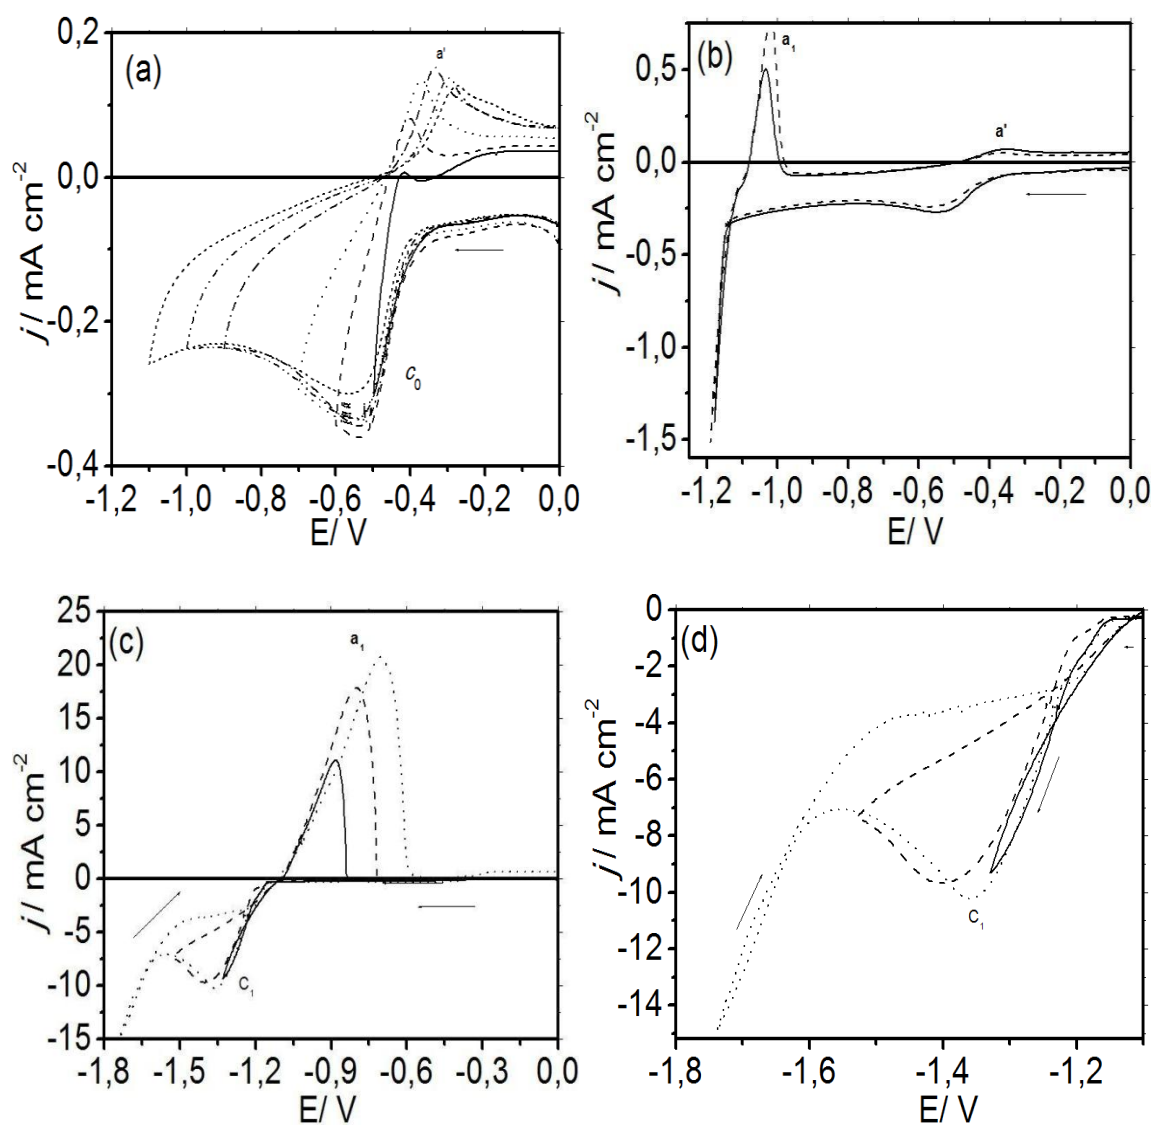 (a)
a'
c0
0,2
0,0
-0,2
-0,4
j / mA cm-2
-1,2 -1,0 -0,8 -0,6 -0,4 -0,2 0,0
E/ V
(b)
a1
a'
0,5
0,0
-0,5
-1,0
-1,5
j / mA cm-2
-1,2 -1,0 -0,8 -0,6 -0,4 -0,2 0,0
E/ V
(c)
a1
C1
25
20
15
10
5
0
-5
-10
-15
j / mA cm-2
-1,8 -1,5 -1,2 -0,9 -0,6 -0,3 0,0
E/ V
(d)
C1
0
-2
-4
-6
-8
-10
-12
-14
j / mA cm-2
-1,8 -1,6 -1,4 -1,2
E/ V